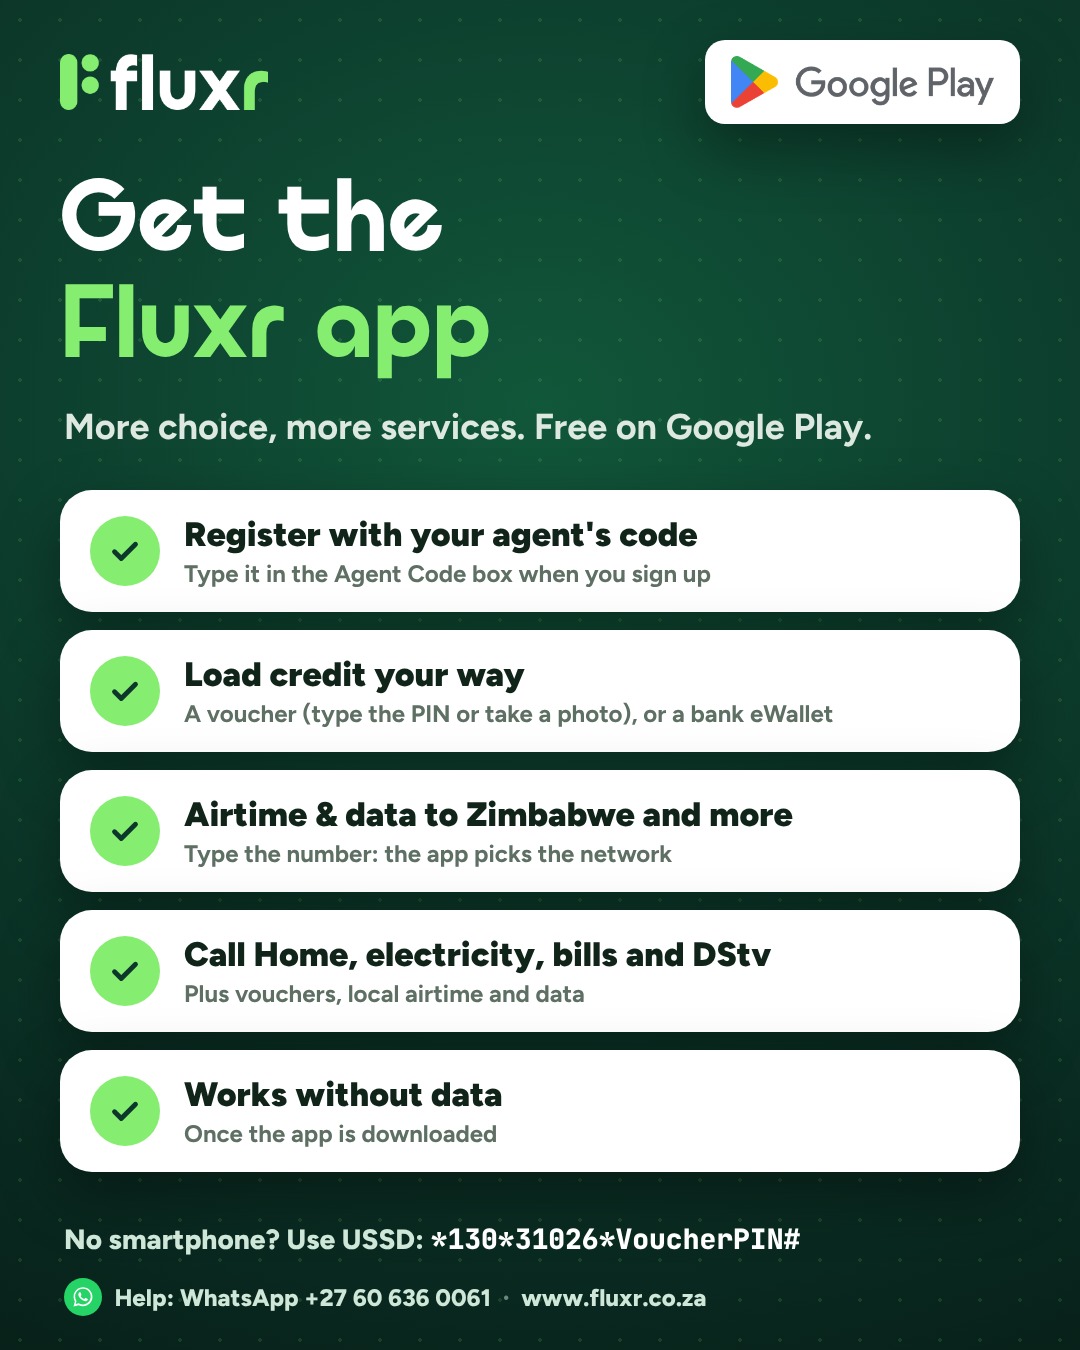 fluxr
Google Play
Get the
Fluxr app
More choice, more services. Free on Google Play.
Register with your agent's code
Type it in the Agent Code box when you sign up
Load credit your way
A voucher (type the PIN or take a photo), or a bank eWallet
Airtime & data to Zimbabwe and more
Type the number: the app picks the network
Call Home, electricity, bills and DStv
Plus vouchers, local airtime and data
Works without data
Once the app is downloaded
No smartphone? Use USSD: *130*31026*VoucherPIN#
Help: WhatsApp +27 60 636 0061 · www.fluxr.co.za